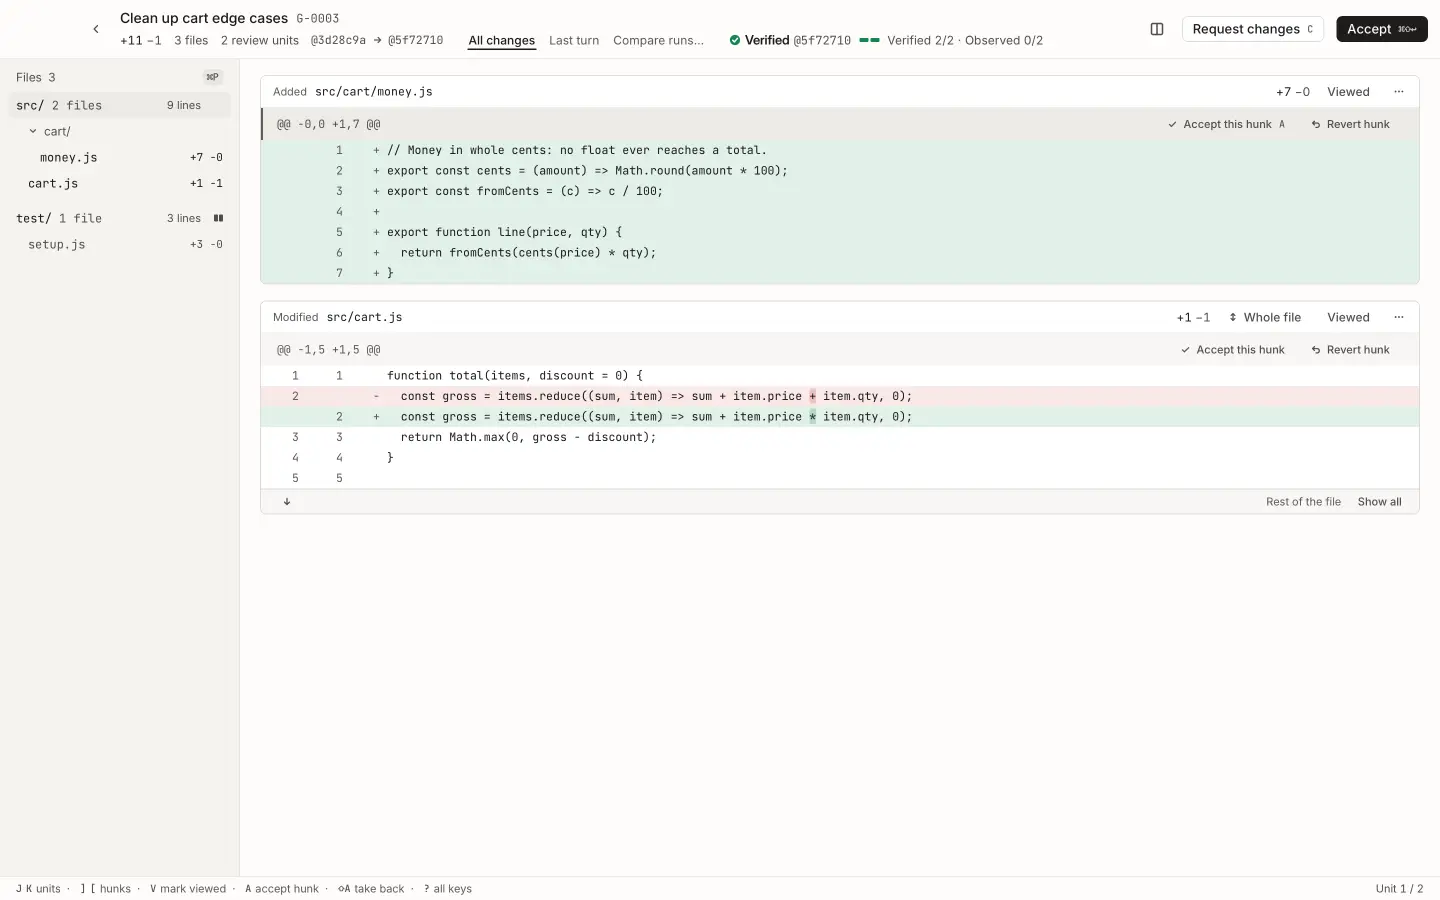 Clean up cart edge cases G-0003
+11 −1 3 files 2 review units @3d28c9a → @5f72710 All changes Last turn Compare runs... Verified @5f72710 Verified 2/2 · Observed 0/2
Request changes C Accept
Files 3 ⌘P
src/ 2 files 9 lines
cart/
money.js +7 -0
cart.js +1 -1
test/ 1 file 3 lines
setup.js +3 -0
Added src/cart/money.js +7 −0 Viewed ...
@@ -0,0 +1,7 @@ Accept this hunk A Revert hunk
1 + // Money in whole cents: no float ever reaches a total.
2 + export const cents = (amount) => Math.round(amount * 100);
3 + export const fromCents = (c) => c / 100;
4 +
5 + export function line(price, qty) {
6 + return fromCents(cents(price) * qty);
7 + }
Modified src/cart.js +1 −1 Whole file Viewed ...
@@ -1,5 +1,5 @@ Accept this hunk Revert hunk
1 1 function total(items, discount = 0) {
2 - const gross = items.reduce((sum, item) => sum + item.price + item.qty, 0);
2 + const gross = items.reduce((sum, item) => sum + item.price * item.qty, 0);
3 3 return Math.max(0, gross - discount);
4 4 }
5 5
Rest of the file Show all
J K units · ] [ hunks · V mark viewed · A accept hunk · ◇A take back · ? all keys
Unit 1 / 2